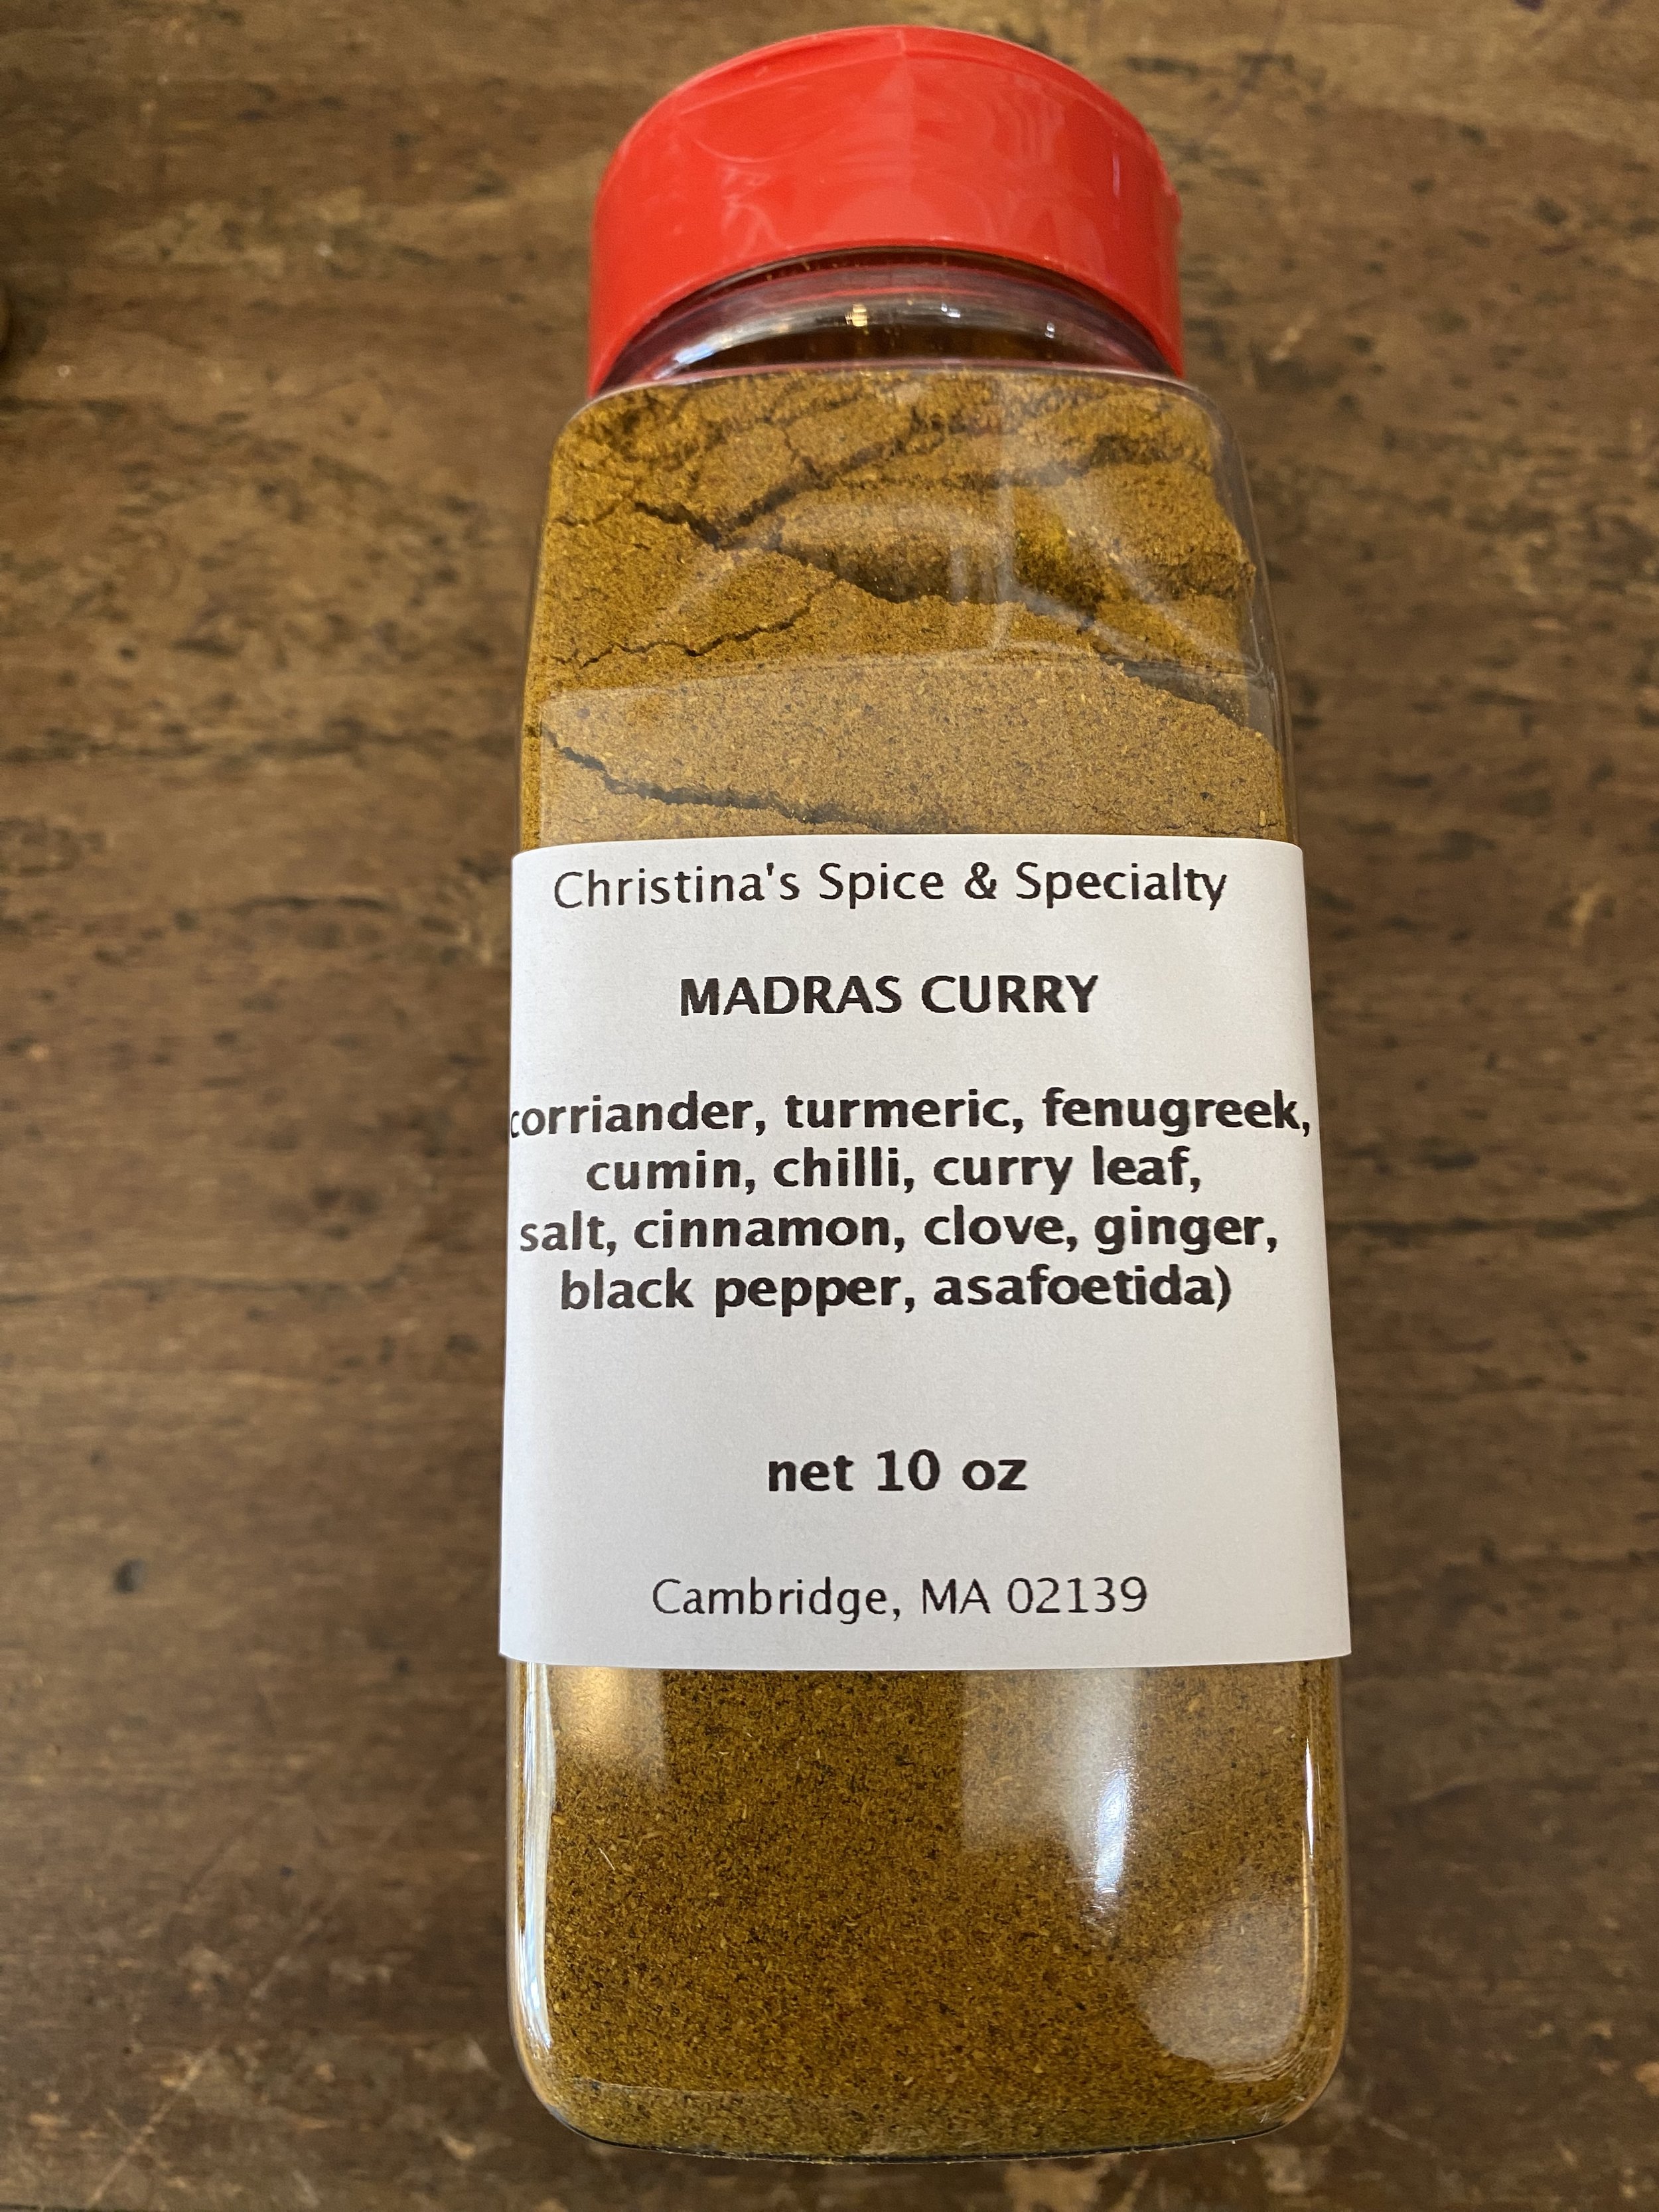 Christina's Spice & Specialty
MADRAS CURRY
corriander, turmeric, fenugreek,
cumin, chilli, curry leaf,
salt, cinnamon, clove, ginger,
black pepper, asafoetida)
net 10 oz
Cambridge, MA 02139